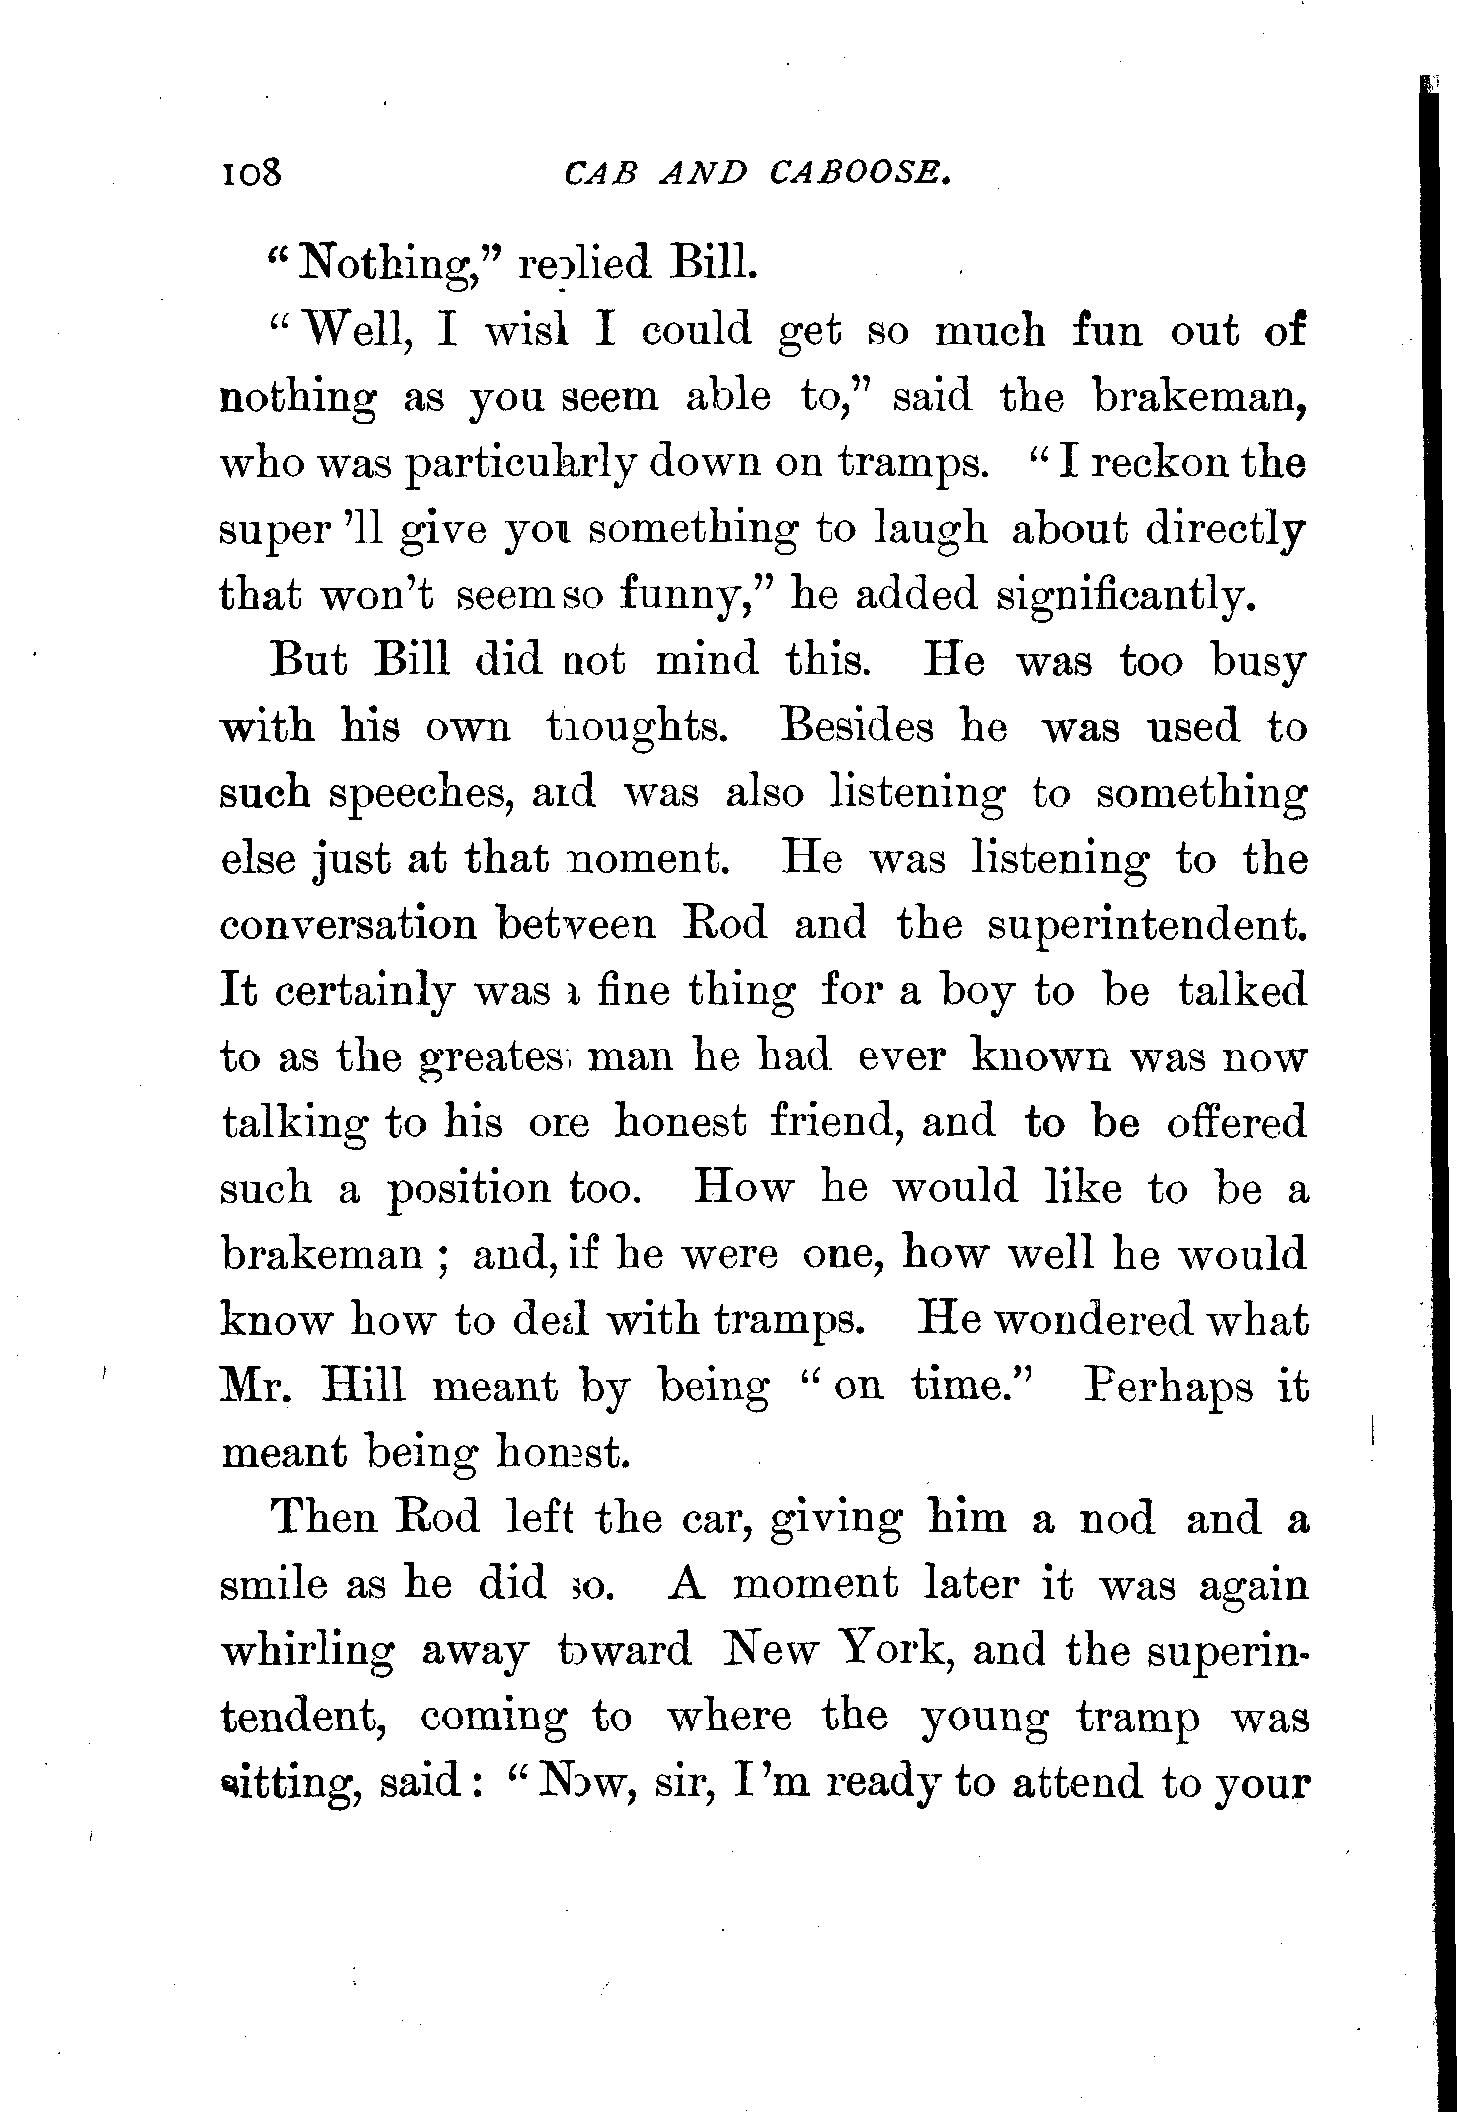 108 CAB AND CABOOSE.
“Nothing,” replied Bill.
“Well, I wish I could get so much fun out of
nothing as you seem able to,” said the brakeman,
who was particularly down on tramps. “I reckon the
super ’ll give you something to laugh about directly
that won’t seem so funny,” he added significantly.
But Bill did not mind this. He was too busy
with his own thoughts. Besides he was used to
such speeches, and was also listening to something
else just at that moment. He was listening to the
conversation between Rod and the superintendent.
It certainly was a fine thing for a boy to be talked
to as the greatest man he had ever known was now
talking to his one honest friend, and to be offered
such a position too. How he would like to be a
brakeman ; and, if he were one, how well he would
know how to deal with tramps. He wondered what
Mr. Hill meant by being “on time.” Perhaps it
meant being honest.
Then Rod left the car, giving him a nod and a
smile as he did so. A moment later it was again
whirling away toward New York, and the superin-
tendent, coming to where the young tramp was
sitting, said : “Now, sir, I ’m ready to attend to your